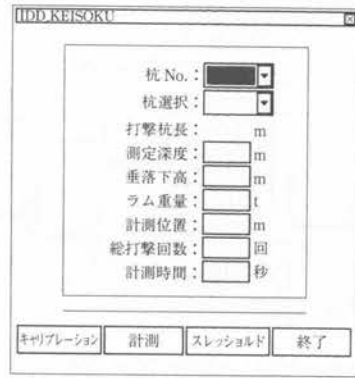 IDD_KEISOKU
杭 No.：
杭選択：
打撃杭長： m
測定深度： m
垂落下高： m
ラム重量： t
計測位置： m
総打撃回数： 回
計測時間： 秒
キャリブレーション 計測 スレッショルド 終了